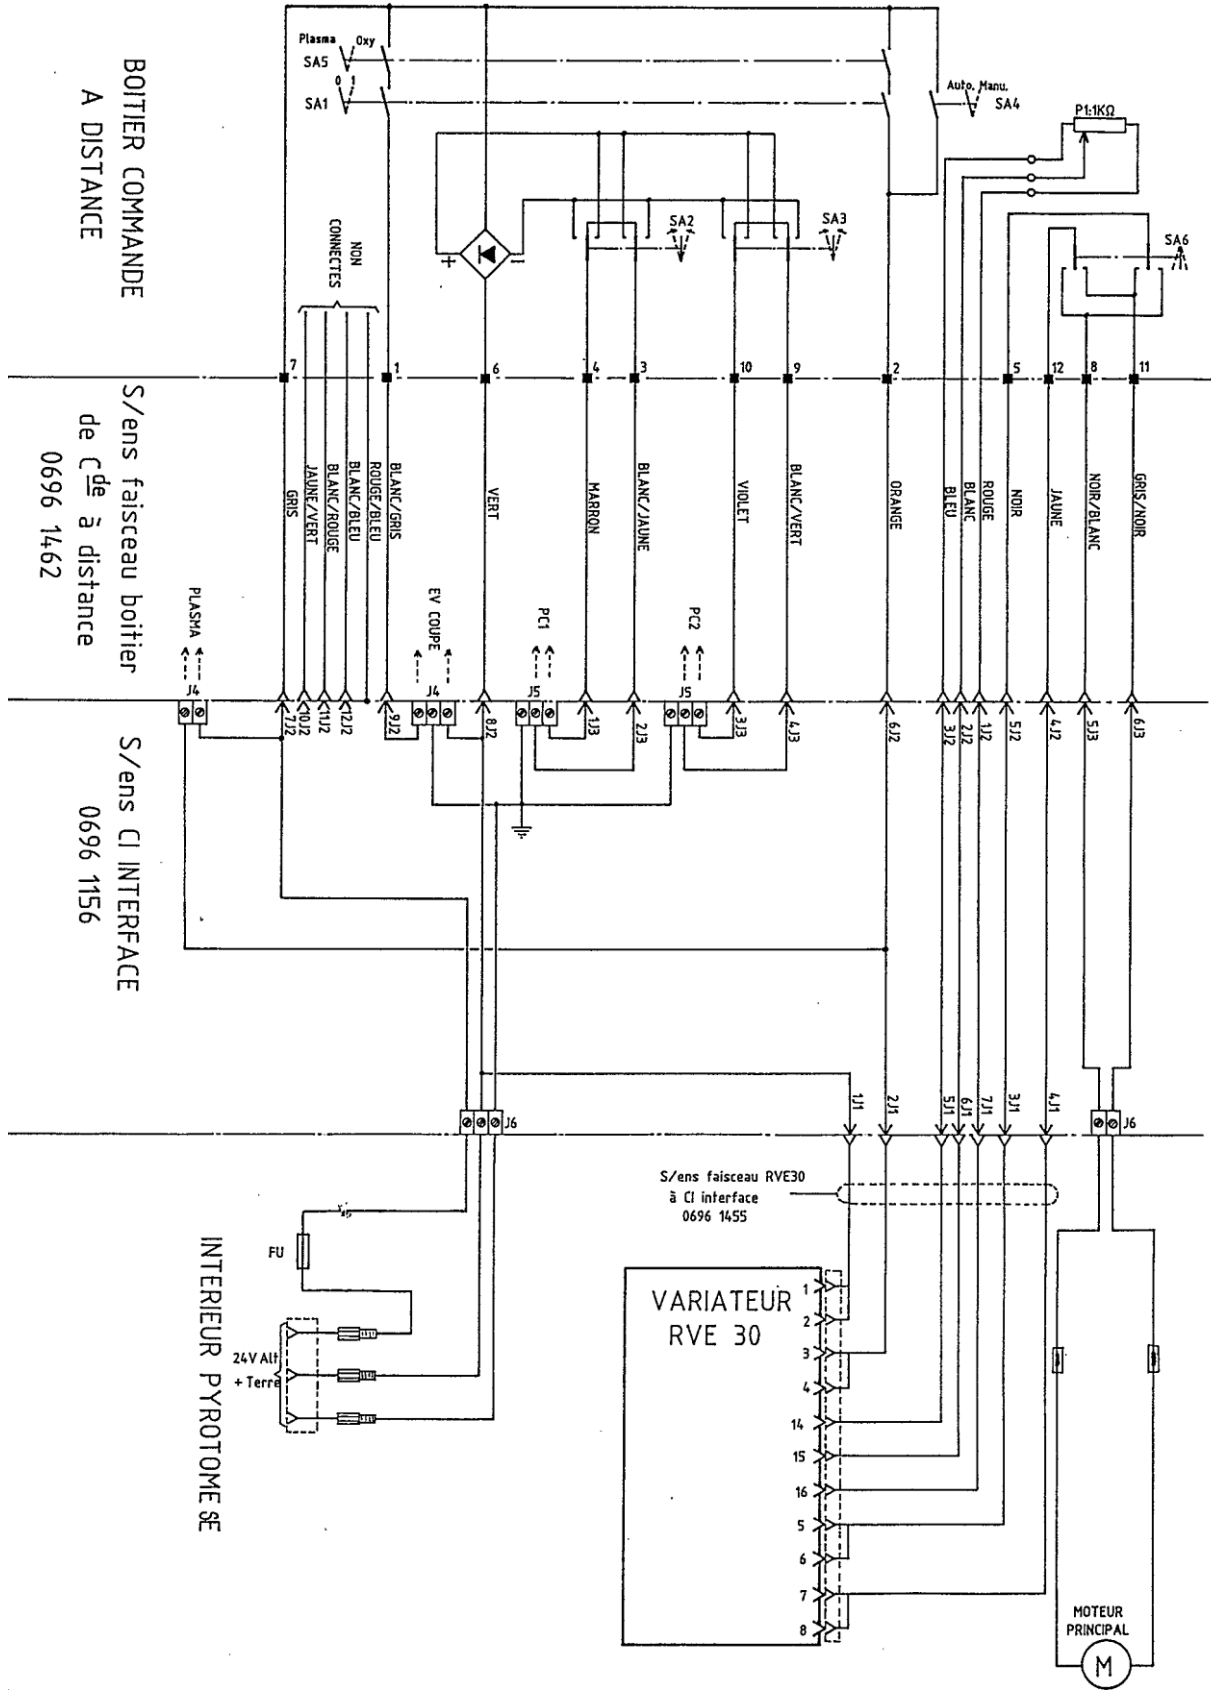 BOITIER COMMANDE
A DISTANCE
Plasma Oxy
SA5
0 1
SA1
Auto. Manu.
SA4
P1:1KΩ
SA2
SA3
SA6
+
−
NON
CONNECTES
7
1
6
4
3
10
9
2
5
12
8
11
S/ens faisceau boitier
de Cde à distance
0696 1462
GRIS
JAUNE/VERT
BLANC/ROUGE
BLANC/BLEU
ROUGE/BLEU
BLANC/GRIS
VERT
MARRON
BLANC/JAUNE
VIOLET
BLANC/VERT
ORANGE
BLEU
BLANC
ROUGE
NOIR
JAUNE
NOIR/BLANC
GRIS/NOIR
PLASMA
EV COUPE
PC1
PC2
J4
J4
J5
J5
7J2
10J2
11J2
12J2
9J2
8J2
1J3
2J3
3J3
4J3
6J2
3J2
2J2
1J2
5J2
4J2
5J3
6J3
S/ens CI INTERFACE
0696 1156
1J1
2J1
5J1
6J1
7J1
3J1
4J1
J6
J6
S/ens faisceau RVE30
à CI interface
0696 1455
INTERIEUR PYROTOME SE
FU
24V Alt
+ Terre
VARIATEUR
RVE 30
1
2
3
4
14
15
16
5
6
7
8
MOTEUR
PRINCIPAL
M